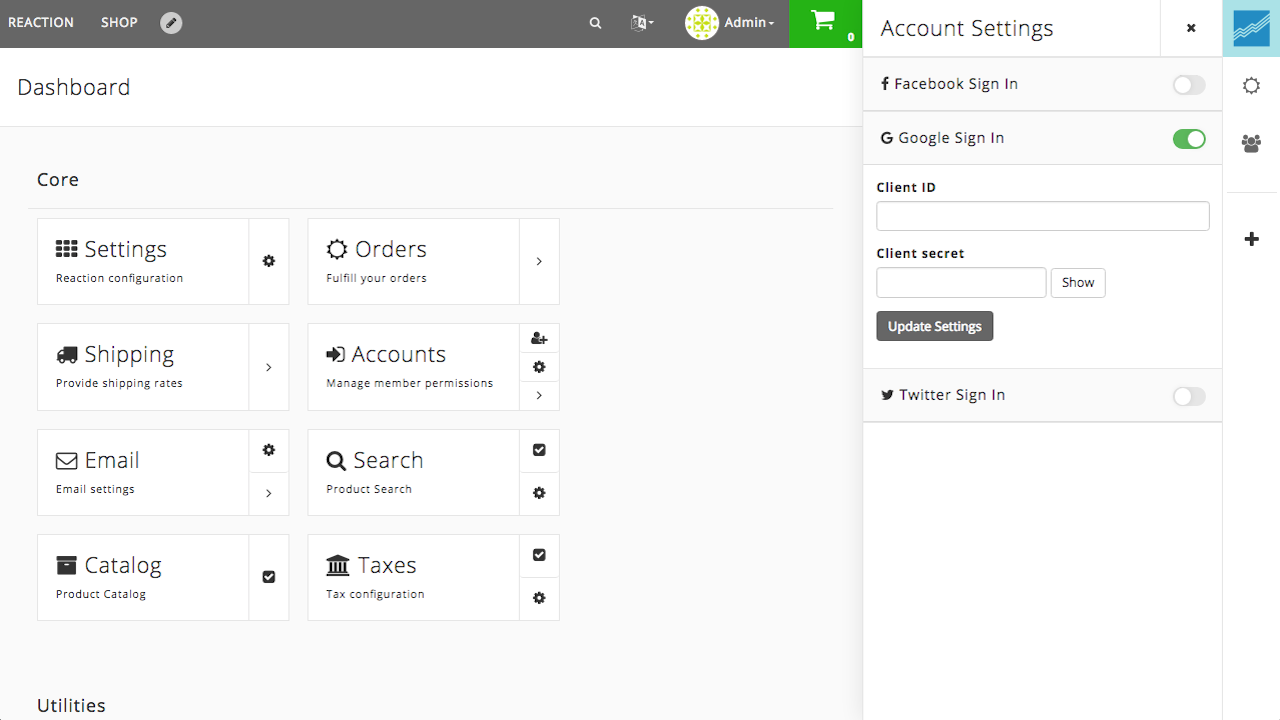 REACTION SHOP Admin 0
Dashboard
Core
Settings
Reaction configuration
Orders
Fulfill your orders
Shipping
Provide shipping rates
Accounts
Manage member permissions
Email
Email settings
Search
Product Search
Catalog
Product Catalog
Taxes
Tax configuration
Utilities
Account Settings
Facebook Sign In
Google Sign In
Client ID
Client secret
Show
Update Settings
Twitter Sign In